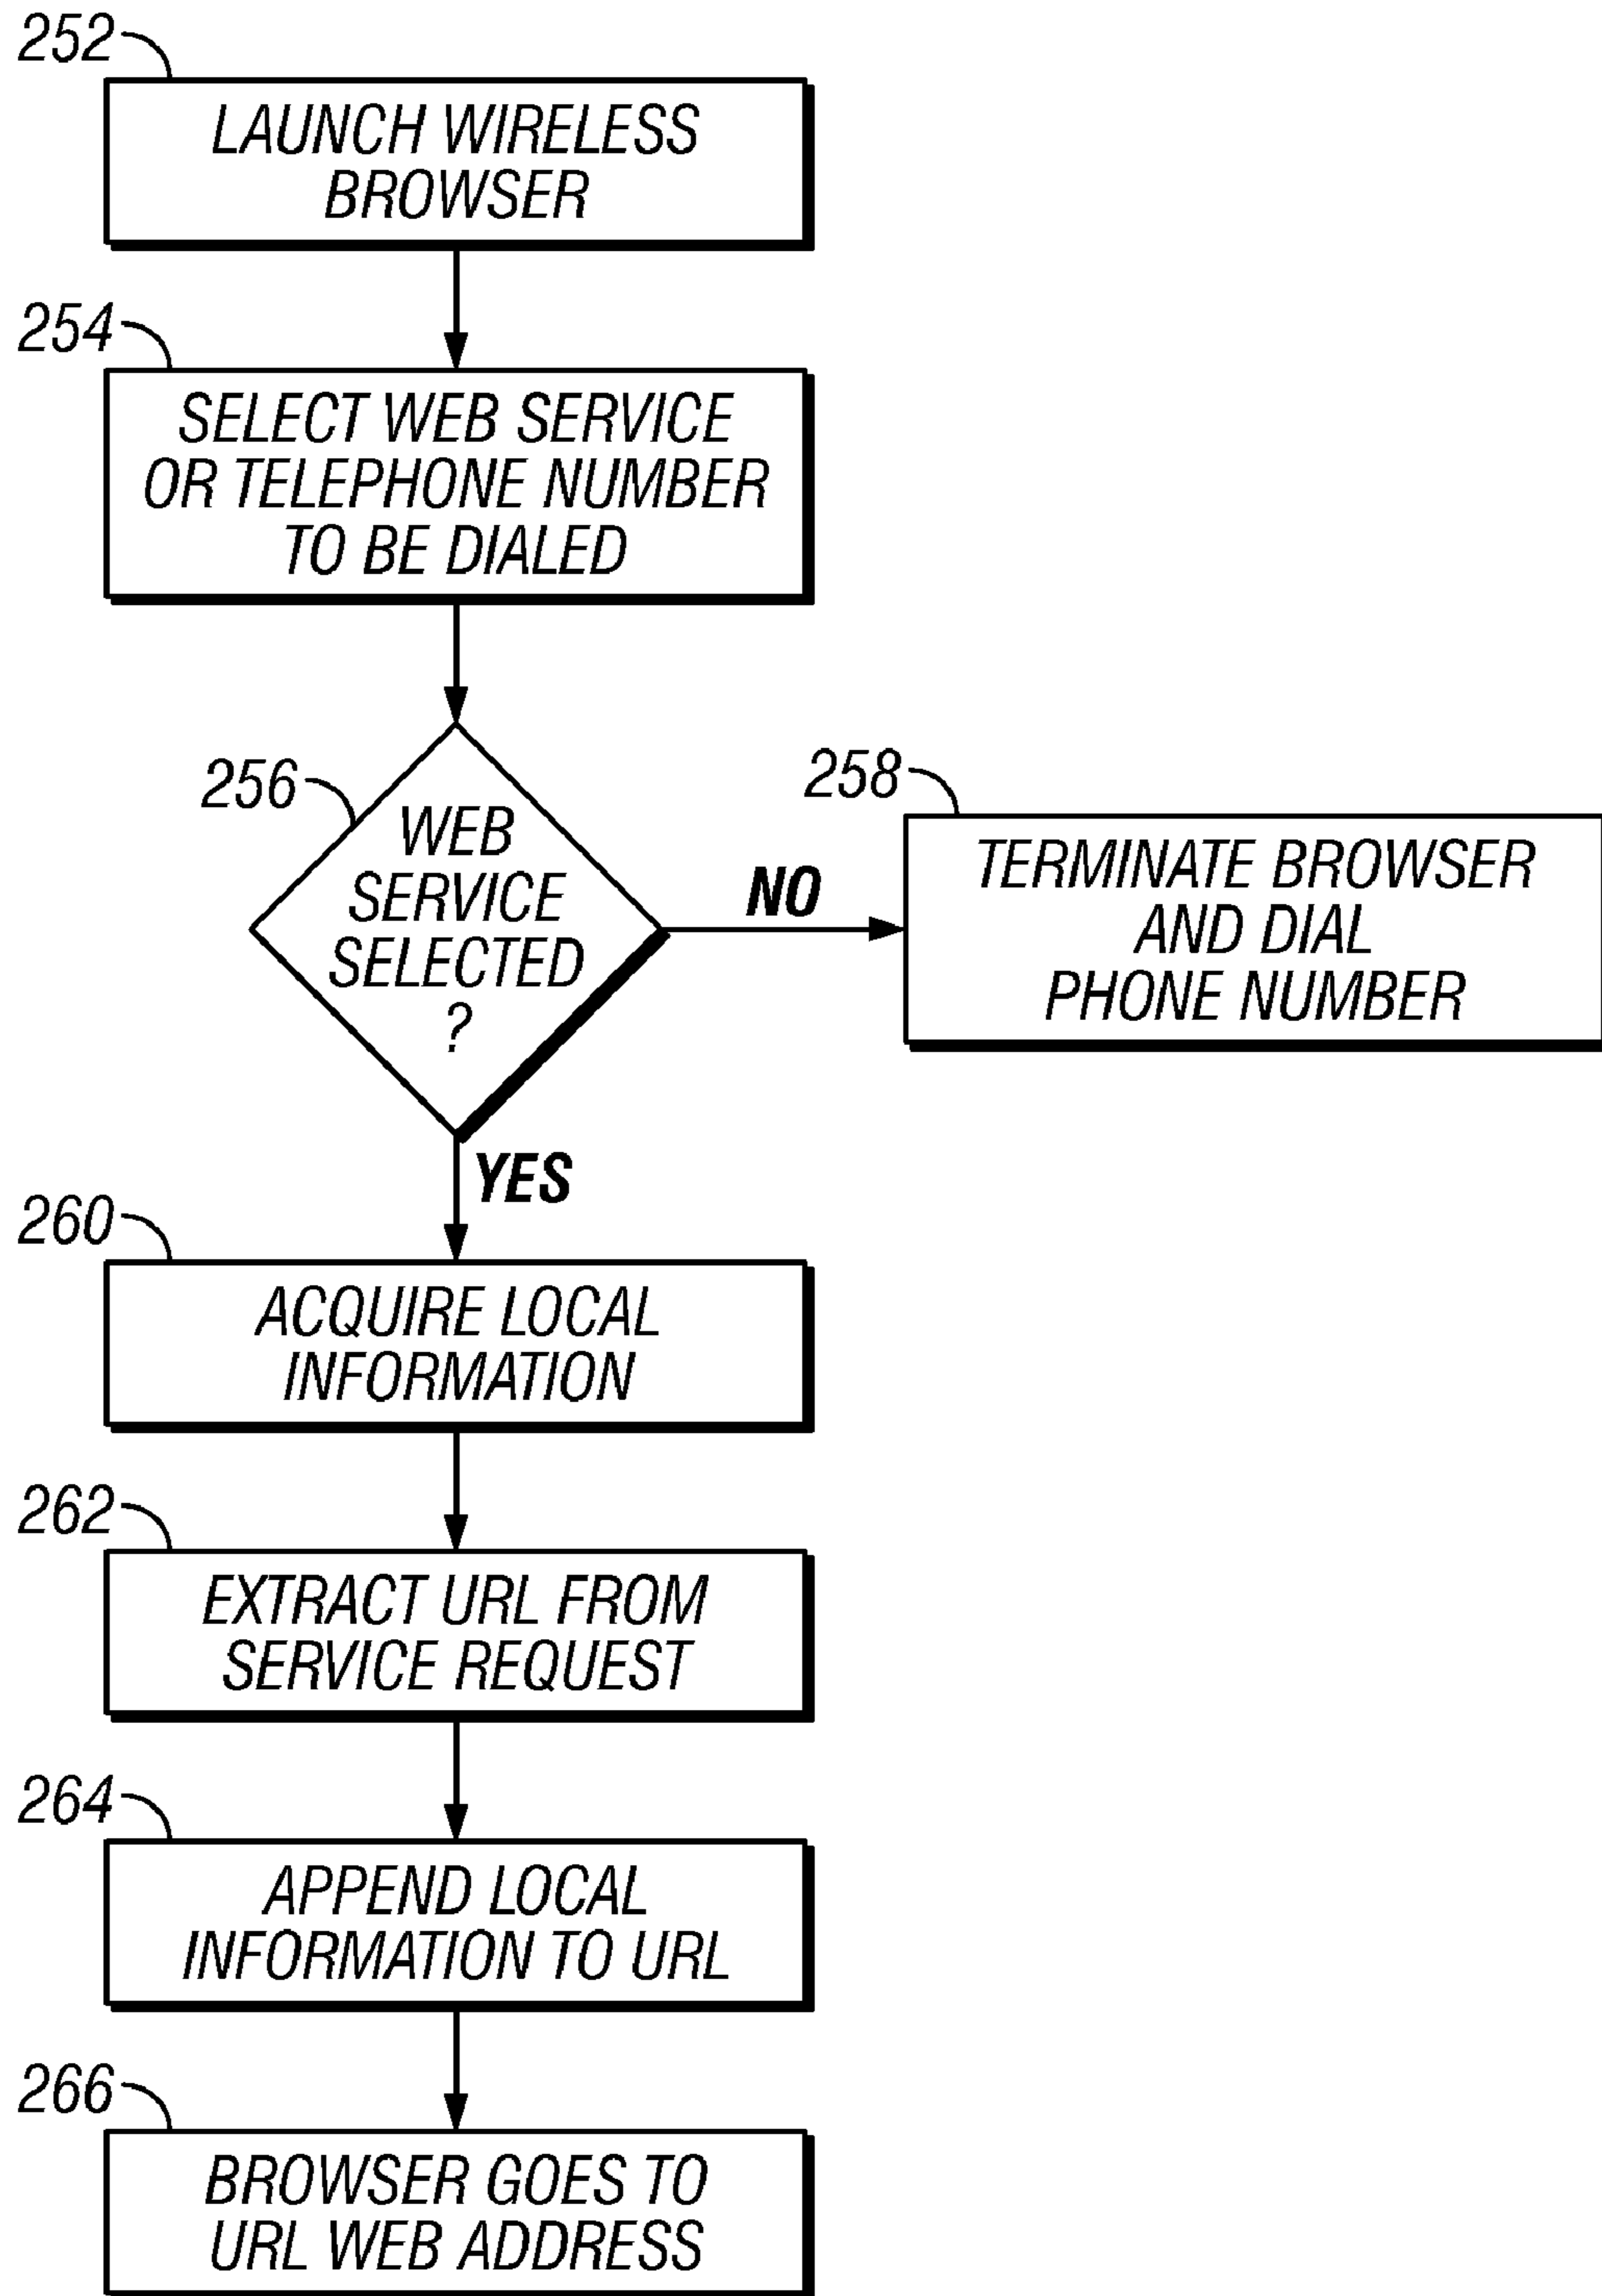 252
LAUNCH WIRELESS
BROWSER
254
SELECT WEB SERVICE
OR TELEPHONE NUMBER
TO BE DIALED
256
WEB
SERVICE
SELECTED
?
NO
258
TERMINATE BROWSER
AND DIAL
PHONE NUMBER
YES
260
ACQUIRE LOCAL
INFORMATION
262
EXTRACT URL FROM
SERVICE REQUEST
264
APPEND LOCAL
INFORMATION TO URL
266
BROWSER GOES TO
URL WEB ADDRESS